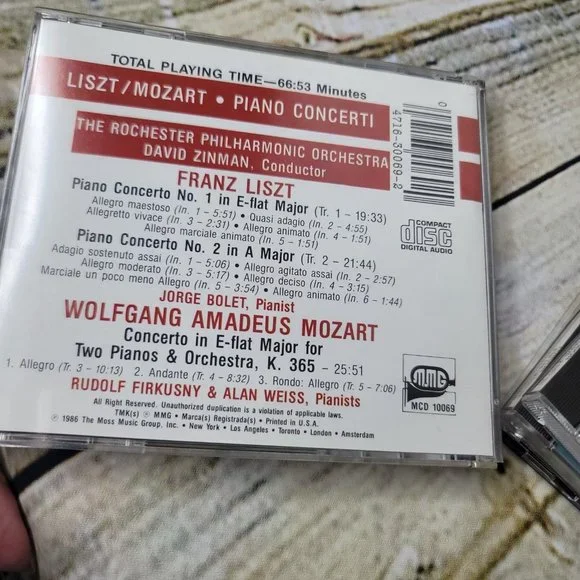 TOTAL PLAYING TIME—66:53 Minutes
LISZT/MOZART • PIANO CONCERTI
THE ROCHESTER PHILHARMONIC ORCHESTRA
DAVID ZINMAN, Conductor
FRANZ LISZT
Piano Concerto No. 1 in E-flat Major (Tr. 1 – 19:33)
Allegro maestoso (In. 1 - 5:51) • Quasi adagio (In. 2 - 4:55)
Allegretto vivace (In. 3 - 2:31) • Allegro animato (In. 4 - 1:51)
Allegro marciale animato (In. 5 - 1:51)
Piano Concerto No. 2 in A Major (Tr. 2 – 21:44)
Adagio sostenuto assai (In. 1 - 5:06) • Allegro agitato assai (In. 2 - 2:57)
Allegro moderato (In. 3 - 5:17) • Allegro deciso (In. 4 - 3:15)
Marciale un poco meno Allegro (In. 5 - 3:54) • Allegro animato (In. 6 - 1:44)
JORGE BOLET, Pianist
WOLFGANG AMADEUS MOZART
Concerto in E-flat Major for
Two Pianos & Orchestra, K. 365 - 25:51
1. Allegro (Tr. 3 - 10:13) 2. Andante (Tr. 4 - 8:32) 3. Rondo: Allegro (Tr. 5 - 7:06)
RUDOLF FIRKUSNY & ALAN WEISS, Pianists
All Right Reserved. Unauthorized duplication is a violation of applicable laws.
TMK(s) ® MMG • Marca(s) Registrada(s) • Printed in U.S.A.
℗ 1986 The Moss Music Group, Inc. • New York • Los Angeles • Toronto • London • Amsterdam
0
4716-30069-2
COMPACT
disc
DIGITAL AUDIO
MMG
MCD 10069